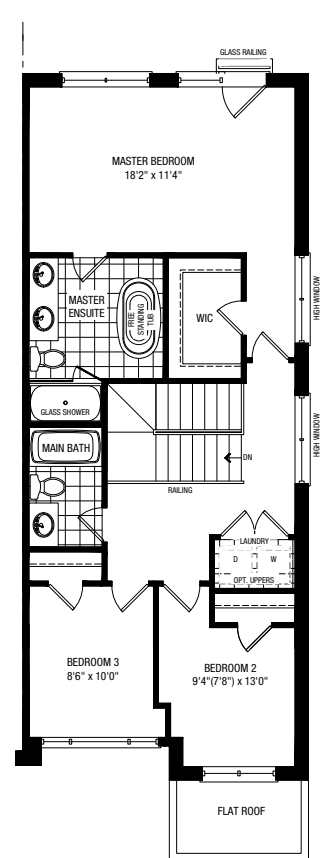 GLASS RAILING
MASTER BEDROOM
18'2" x 11'4"
MASTER
ENSUITE
FREE
STANDING
TUB
WIC
HIGH WINDOW
GLASS SHOWER
HIGH WINDOW
MAIN BATH
DN
RAILING
LAUNDRY
D
W
OPT. UPPERS
BEDROOM 3
8'6" x 10'0"
BEDROOM 2
9'4"(7'8") x 13'0"
FLAT ROOF